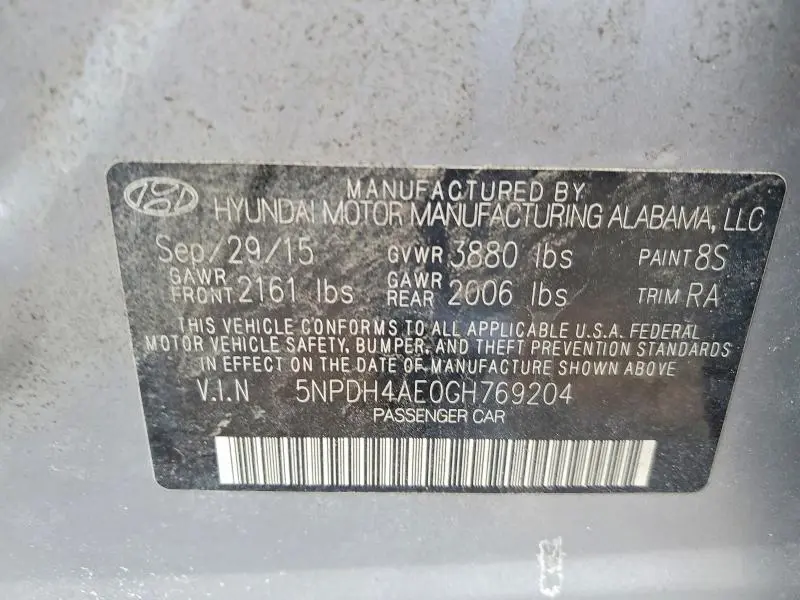 MANUFACTURED BY
HYUNDAI MOTOR MANUFACTURING ALABAMA, LLC
Sep/29/15 GVWR 3880 lbs PAINT 8S
GAWR FRONT 2161 lbs GAWR REAR 2006 lbs TRIM RA
THIS VEHICLE CONFORMS TO ALL APPLICABLE U.S.A. FEDERAL
MOTOR VEHICLE SAFETY, BUMPER, AND THEFT PREVENTION STANDARDS
IN EFFECT ON THE DATE OF MANUFACTURE SHOWN ABOVE.
V.I.N 5NPDH4AE0GH769204
PASSENGER CAR